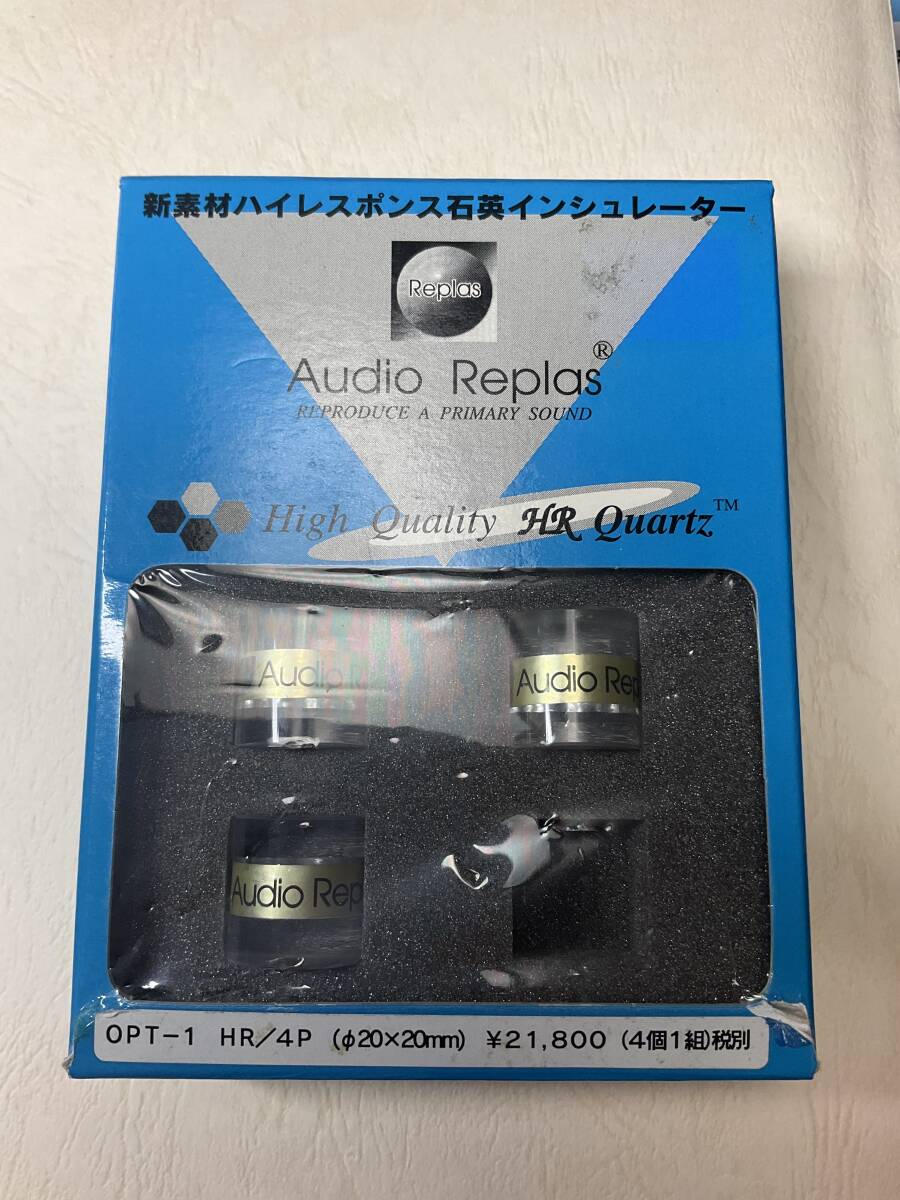 新素材ハイレスポンス石英インシュレーター
Replas
Audio Replas®
REPRODUCE A PRIMARY SOUND
High Quality HR Quartz™
Audio R
Audio Rep
Audio Rep
OPT-1 HR/4P (φ20×20mm) ¥21,800 (4個1組)税別